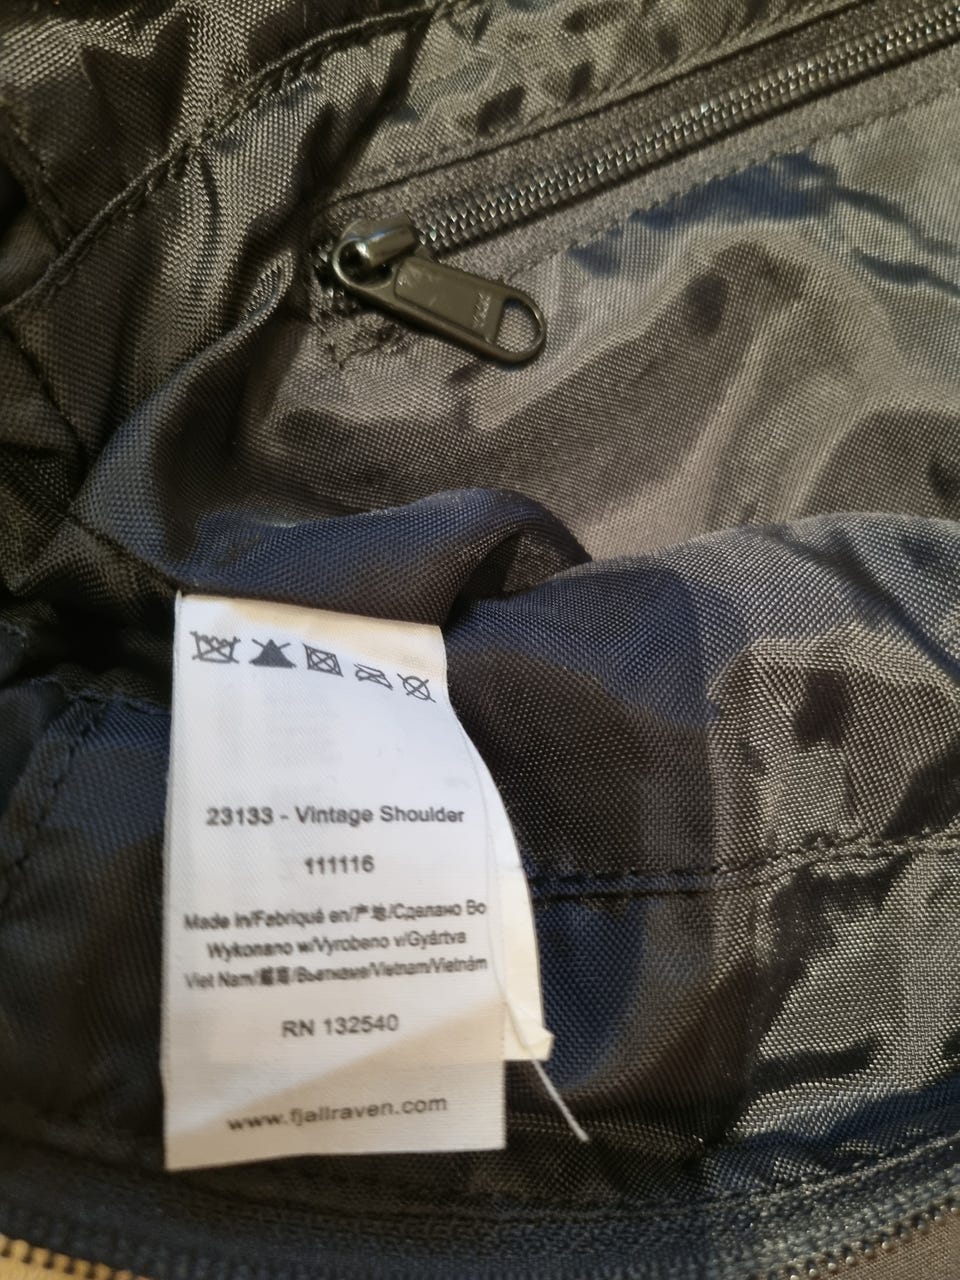 23133 - Vintage Shoulder
111116
Made in/Fabriqué en/产地/Сделано Во
Wykonano w/Vyrobeno v/Gyártva
Viet Nam/越南/Вьетнаме/Vietnam/Vietnám
RN 132540
www.fjallraven.com